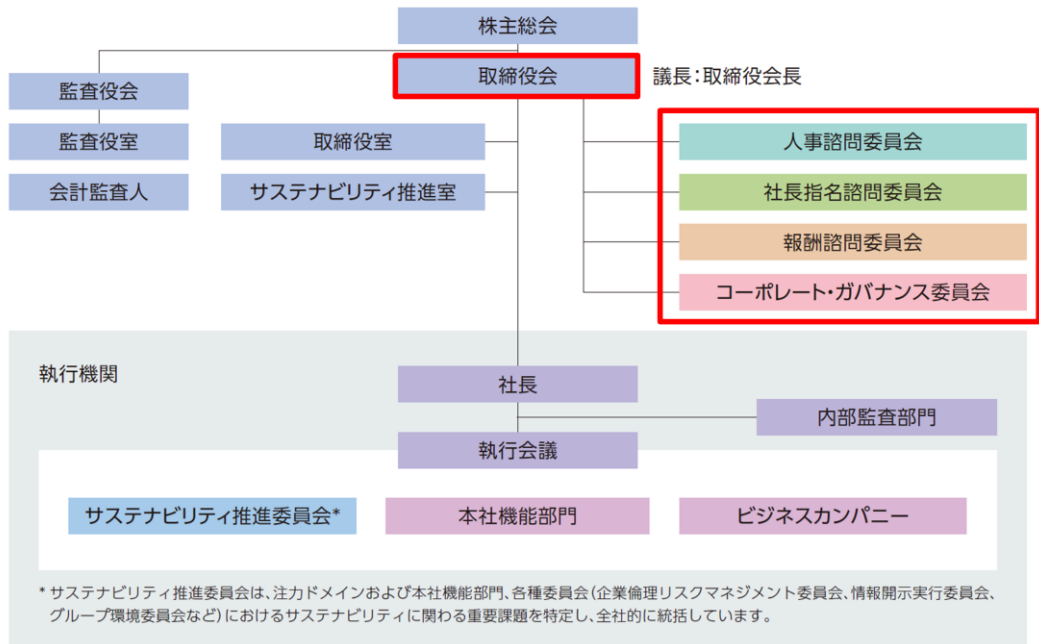 株主総会
取締役会
議長：取締役会長
監査役会
監査役室
取締役室
人事諮問委員会
会計監査人
サステナビリティ推進室
社長指名諮問委員会
報酬諮問委員会
コーポレート・ガバナンス委員会
執行機関
社長
内部監査部門
執行会議
サステナビリティ推進委員会*
本社機能部門
ビジネスカンパニー
* サステナビリティ推進委員会は、注力ドメインおよび本社機能部門、各種委員会（企業倫理リスクマネジメント委員会、情報開示実行委員会、
グループ環境委員会など）におけるサステナビリティに関わる重要課題を特定し、全社的に統括しています。